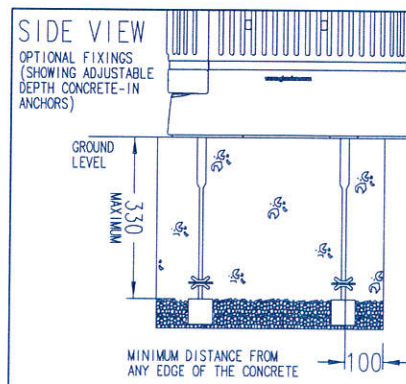 SIDE VIEW
OPTIONAL FIXINGS
(SHOWING ADJUSTABLE
DEPTH CONCRETE-IN
ANCHORS)
GROUND
LEVEL
330
MAXIMUM
MINIMUM DISTANCE FROM
ANY EDGE OF THE CONCRETE
100